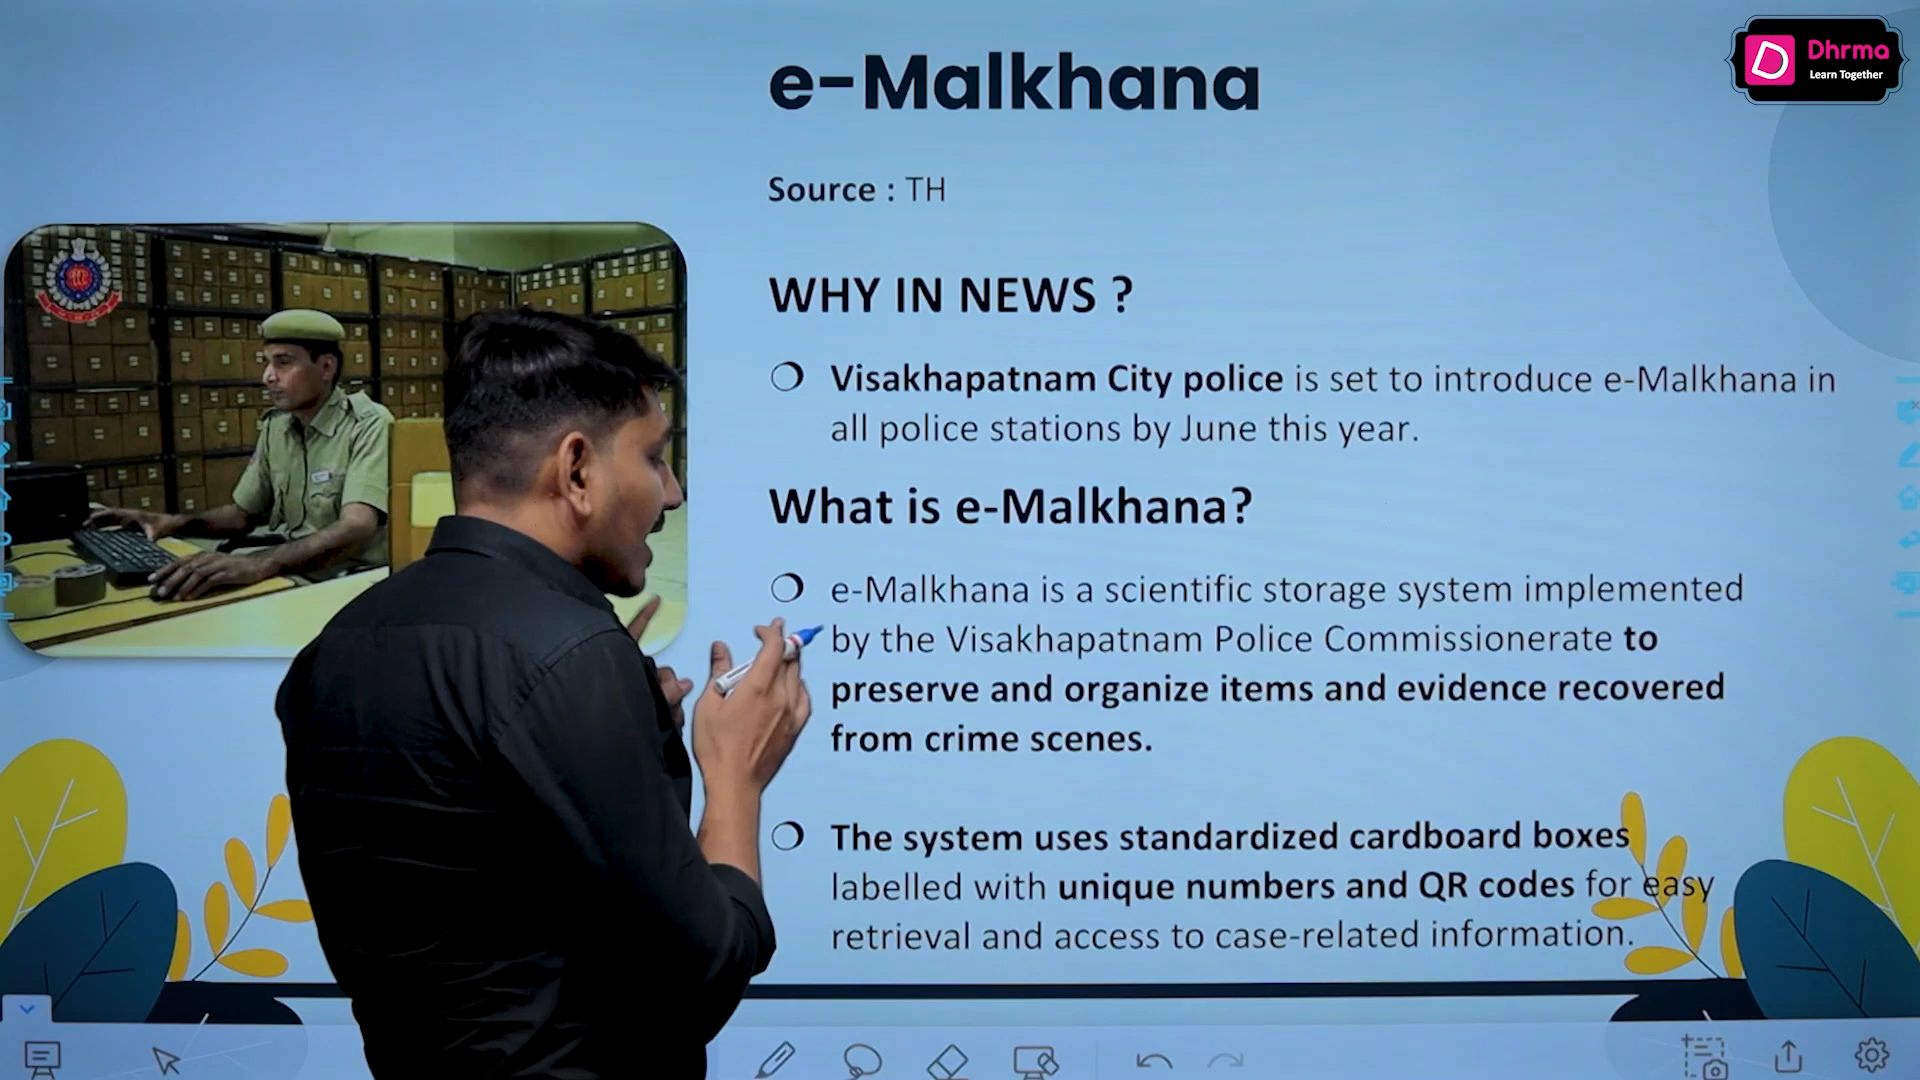 e-Malkhana
Dhrma
Learn Together
Source : TH
WHY IN NEWS ?
Visakhapatnam City police is set to introduce e-Malkhana in
all police stations by June this year.
What is e-Malkhana?
e-Malkhana is a scientific storage system implemented
by the Visakhapatnam Police Commissionerate to
preserve and organize items and evidence recovered
from crime scenes.
The system uses standardized cardboard boxes
labelled with unique numbers and QR codes for easy
retrieval and access to case-related information.